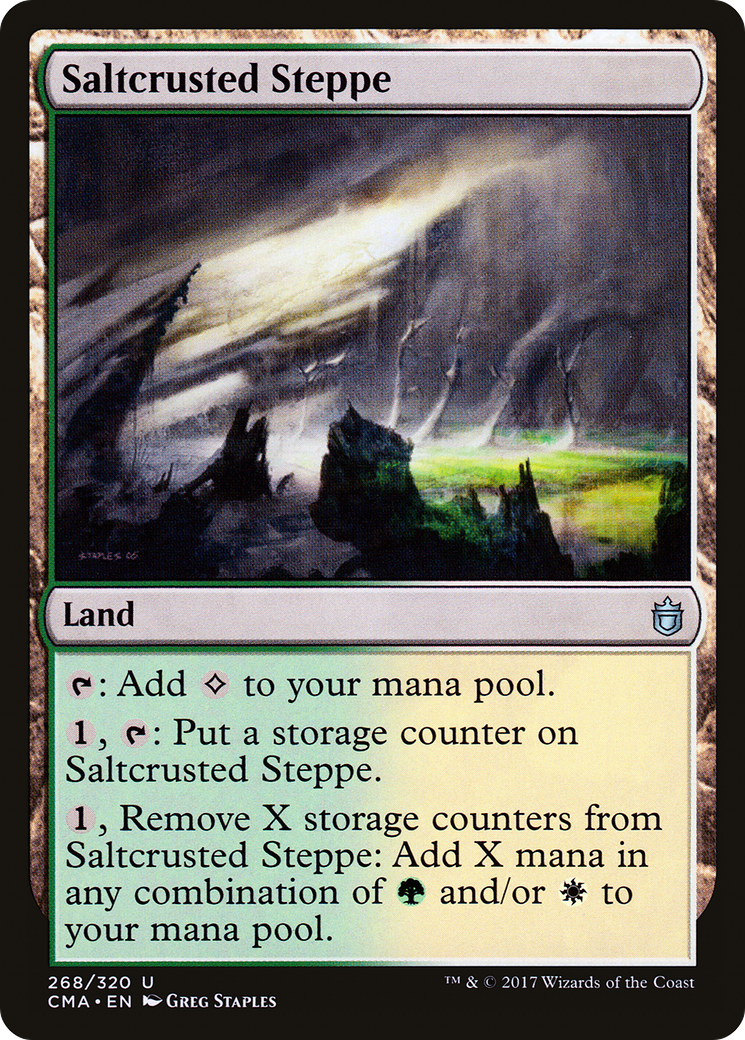 Saltcrusted Steppe
STAPLES 06
Land
: Add to your mana pool.
1, : Put a storage counter on
Saltcrusted Steppe.
1, Remove X storage counters from
Saltcrusted Steppe: Add X mana in
any combination of and/or to
your mana pool.
268/320 U
™ & © 2017 Wizards of the Coast
CMA • EN Greg Staples